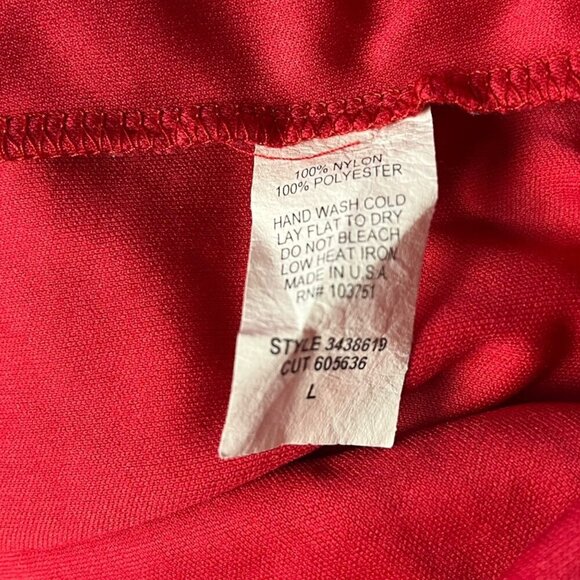 100% NYLON
100% POLYESTER
HAND WASH COLD
LAY FLAT TO DRY
DO NOT BLEACH
LOW HEAT IRON
MADE IN U.S.A
RN# 103751
STYLE 3438619
CUT 605636
L